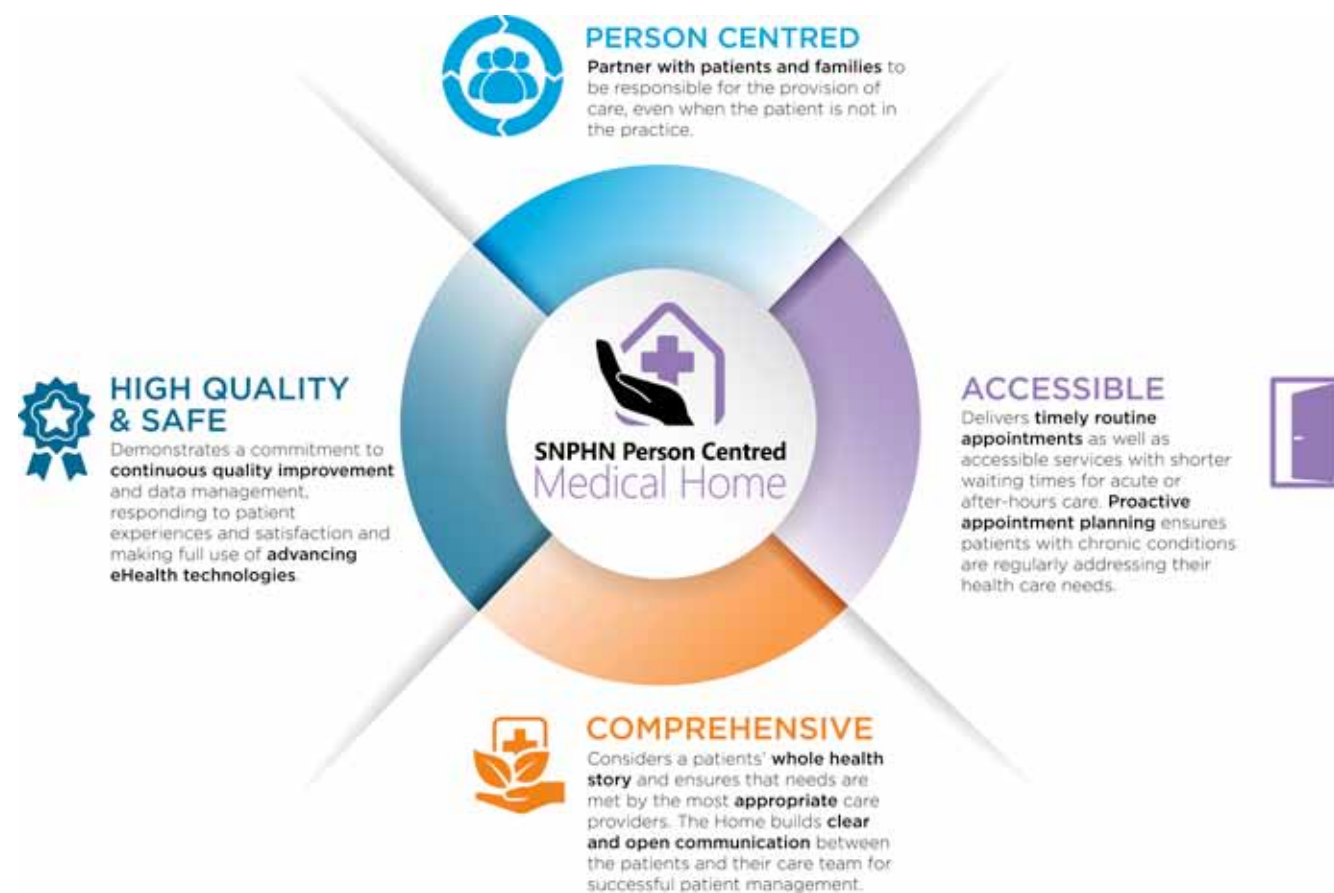 PERSON CENTRED
Partner with patients and families to
be responsible for the provision of
care, even when the patient is not in
the practice.
HIGH QUALITY
& SAFE
Demonstrates a commitment to
continuous quality improvement
and data management,
responding to patient
experiences and satisfaction and
making full use of advancing
eHealth technologies.
SNPHN Person Centred
Medical Home
ACCESSIBLE
Delivers timely routine
appointments as well as
accessible services with shorter
waiting times for acute or
after-hours care. Proactive
appointment planning ensures
patients with chronic conditions
are regularly addressing their
health care needs.
COMPREHENSIVE
Considers a patients' whole health
story and ensures that needs are
met by the most appropriate care
providers. The Home builds clear
and open communication between
the patients and their care team for
successful patient management.